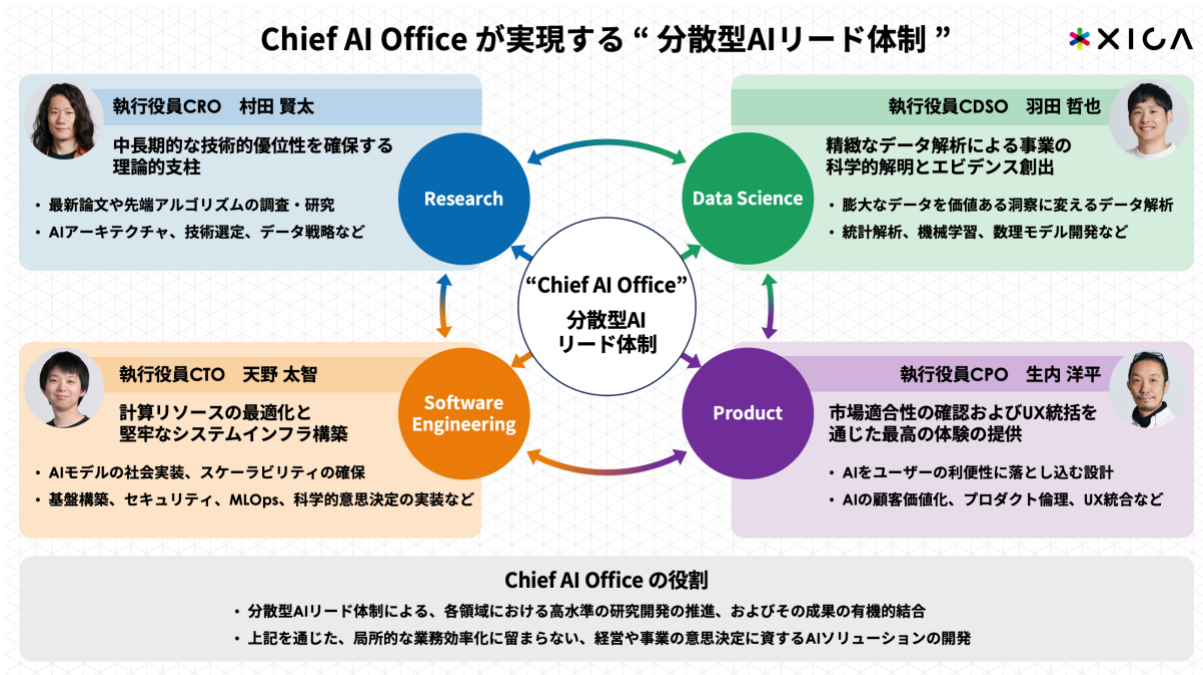 Chief AI Office が実現する “ 分散型AIリード体制 ”
XICA
執行役員CRO　村田 賢太
中長期的な技術的優位性を確保する
理論的支柱
・ 最新論文や先端アルゴリズムの調査・研究
・ AIアーキテクチャ、技術選定、データ戦略など
Research
執行役員CDSO　羽田 哲也
精緻なデータ解析による事業の
科学的解明とエビデンス創出
・ 膨大なデータを価値ある洞察に変えるデータ解析
・ 統計解析、機械学習、数理モデル開発など
Data Science
“Chief AI Office”
分散型AI
リード体制
執行役員CTO　天野 太智
計算リソースの最適化と
堅牢なシステムインフラ構築
・ AIモデルの社会実装、スケーラビリティの確保
・ 基盤構築、セキュリティ、MLOps、科学的意思決定の実装など
Software
Engineering
執行役員CPO　生内 洋平
市場適合性の確認およびUX統括を
通じた最高の体験の提供
・ AIをユーザーの利便性に落とし込む設計
・ AIの顧客価値化、プロダクト倫理、UX統合など
Product
Chief AI Office の役割
・ 分散型AIリード体制による、各領域における高水準の研究開発の推進、およびその成果の有機的結合
・ 上記を通じた、局所的な業務効率化に留まらない、経営や事業の意思決定に資するAIソリューションの開発